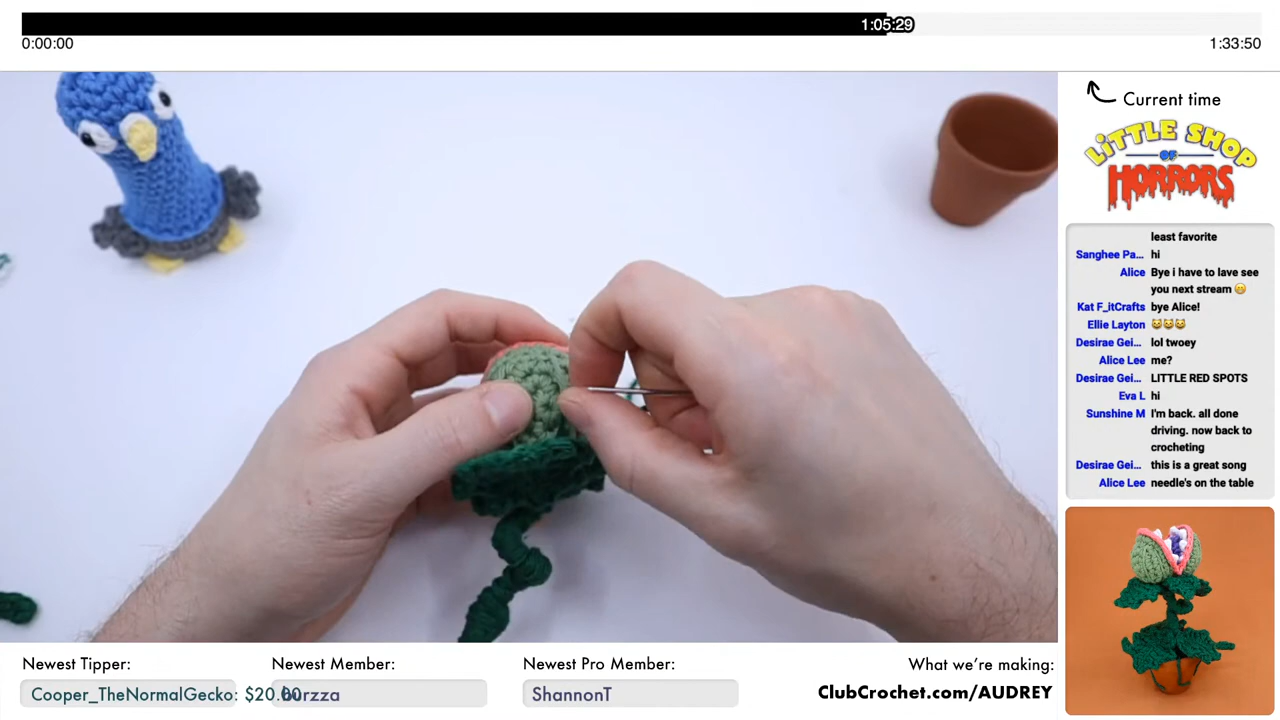 1:05:29
0:00:00
1:33:50
Current time
LiTTLE SHOP
OF
HORRORS
least favorite
Sanghee Pa... hi
Alice Bye i have to lave see
you next stream 🤭
Kat F_itCrafts bye Alice!
Ellie Layton 😸😸😸
Desirae Gei... lol twoey
Alice Lee me?
Desirae Gei... LITTLE RED SPOTS
Eva L hi
Sunshine M I'm back. all done
driving. now back to
crocheting
Desirae Gei... this is a great song
Alice Lee needle's on the table
Newest Tipper:
Cooper_TheNormalGecko: $20.00
Newest Member:
Newest Pro Member:
ShannonT
What we're making:
ClubCrochet.com/AUDREY